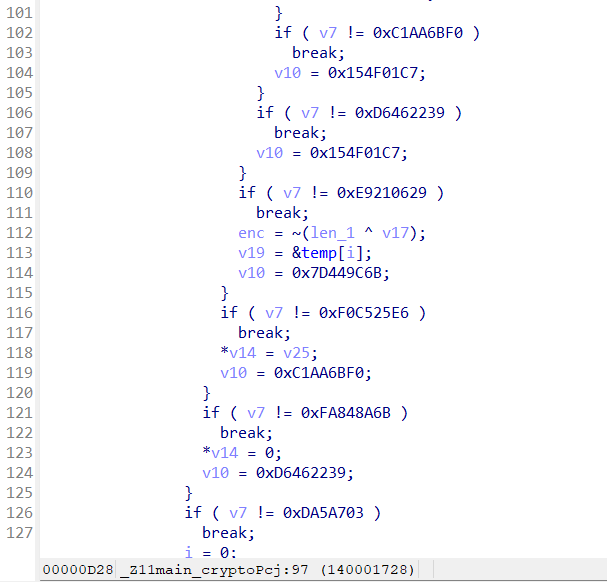 101 }
102 if ( v7 != 0xC1AA6BF0 )
103 break;
104 v10 = 0x154F01C7;
105 }
106 if ( v7 != 0xD6462239 )
107 break;
108 v10 = 0x154F01C7;
109 }
110 if ( v7 != 0xE9210629 )
111 break;
112 enc = ~(len_1 ^ v17);
113 v19 = &temp[i];
114 v10 = 0x7D449C6B;
115 }
116 if ( v7 != 0xF0C525E6 )
117 break;
118 *v14 = v25;
119 v10 = 0xC1AA6BF0;
120 }
121 if ( v7 != 0xFA848A6B )
122 break;
123 *v14 = 0;
124 v10 = 0xD6462239;
125 }
126 if ( v7 != 0xDA5A703 )
127 break;
i = 0;
00000D28 _Z11main_cryptoPcj:97 (140001728)